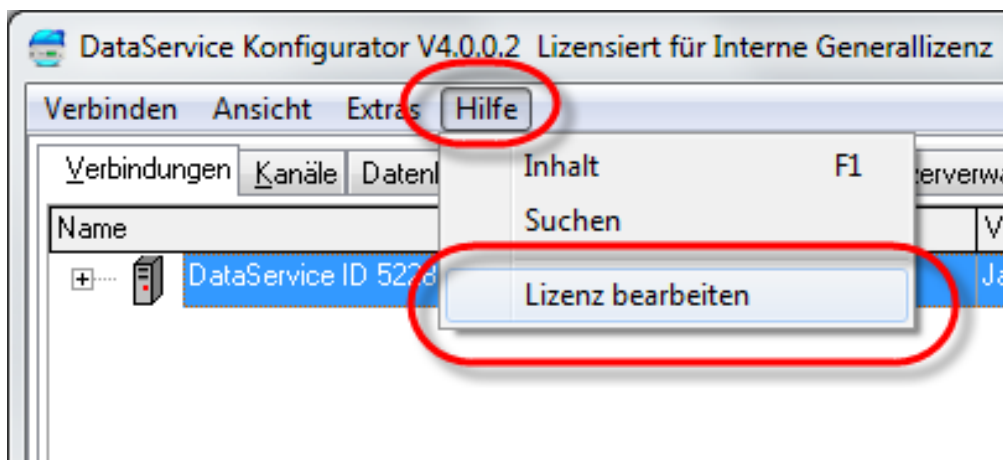 DataService Konfigurator V4.0.0.2 Lizensiert für Interne Generallizenz
Verbinden Ansicht Extras Hilfe
Verbindungen Kanäle
Inhalt F1
Suchen
Lizenz bearbeiten
Name
DataService ID 5228